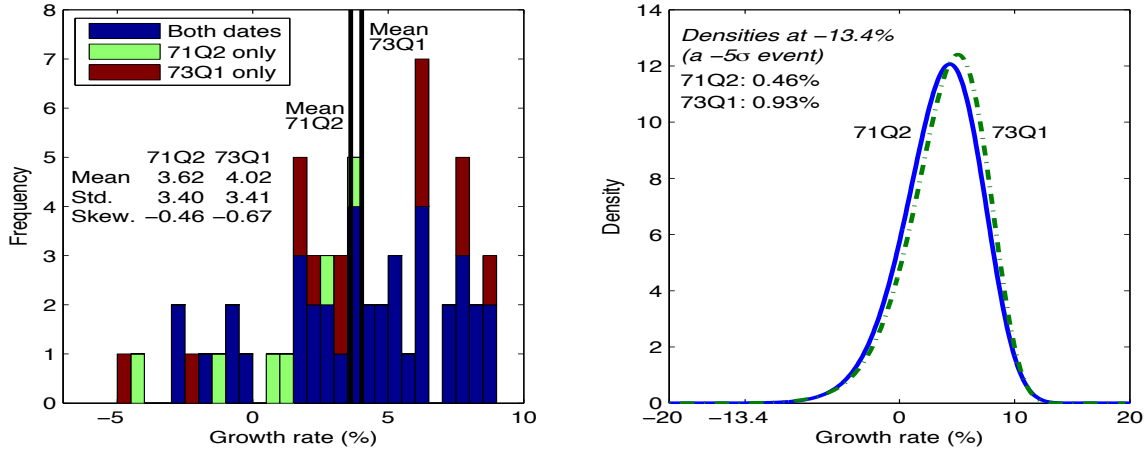 8
7
6
5
4
3
2
1
0
Frequency
Both dates
71Q2 only
73Q1 only
Mean
73Q1
Mean
71Q2
71Q2 73Q1
Mean 3.62 4.02
Std. 3.40 3.41
Skew. −0.46 −0.67
−5 0 5 10
Growth rate (%)
14
12
10
8
6
4
2
0
Density
Densities at −13.4%
(a −5σ event)
71Q2: 0.46%
73Q1: 0.93%
71Q2
73Q1
−20 −13.4 0 10 20
Growth rate (%)